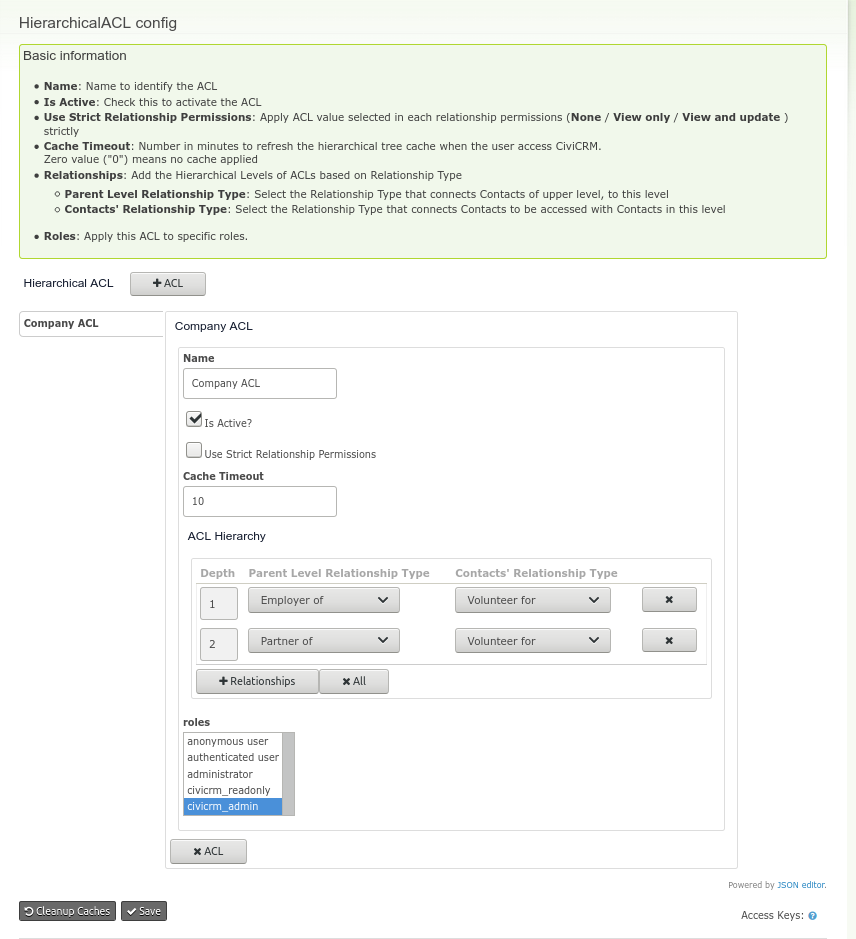 HierarchicalACL config
Basic information
• Name: Name to identify the ACL
• Is Active: Check this to activate the ACL
• Use Strict Relationship Permissions: Apply ACL value selected in each relationship permissions (None / View only / View and update )
strictly
• Cache Timeout: Number in minutes to refresh the hierarchical tree cache when the user access CiviCRM.
Zero value ("0") means no cache applied
• Relationships: Add the Hierarchical Levels of ACLs based on Relationship Type
○ Parent Level Relationship Type: Select the Relationship Type that connects Contacts of upper level, to this level
○ Contacts' Relationship Type: Select the Relationship Type that connects Contacts to be accessed with Contacts in this level
• Roles: Apply this ACL to specific roles.
Hierarchical ACL + ACL
Company ACL
Company ACL
Name
Company ACL
Is Active?
Use Strict Relationship Permissions
Cache Timeout
10
ACL Hierarchy
Depth Parent Level Relationship Type Contacts' Relationship Type
1 Employer of Volunteer for ✖
2 Partner of Volunteer for ✖
+ Relationships ✖ All
roles
anonymous user
authenticated user
administrator
civicrm_readonly
civicrm_admin
✖ ACL
Powered by JSON editor.
Cleanup Caches ✔ Save
Access Keys: ?